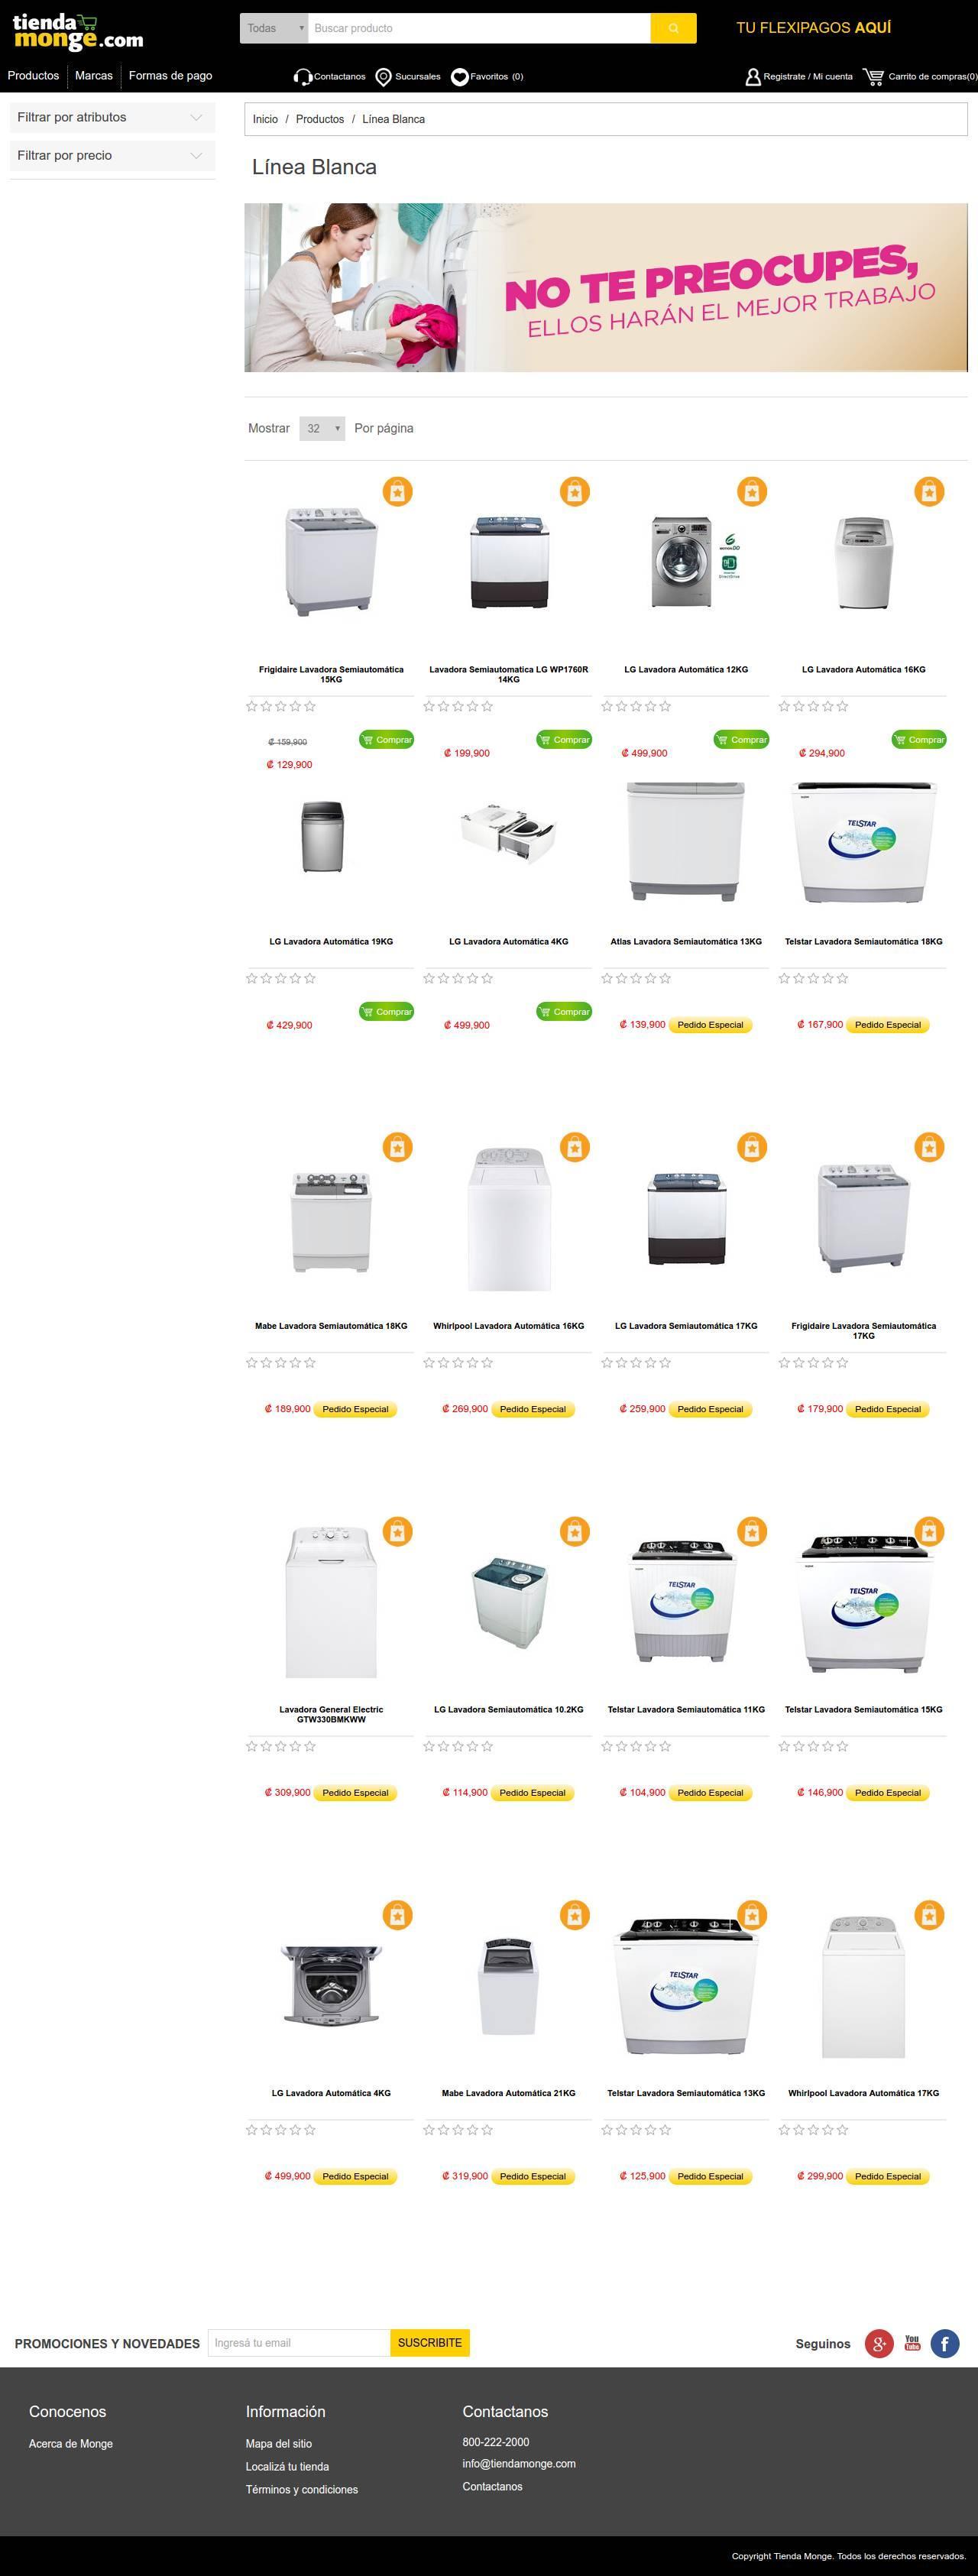 tienda
monge.com
Todas
Buscar producto
TU FLEXIPAGOS AQUÍ
Productos
Marcas
Formas de pago
Contactanos
Sucursales
Favoritos (0)
Registrate / Mi cuenta
Carrito de compras(0)
Filtrar por atributos
Filtrar por precio
Inicio / Productos / Línea Blanca
Línea Blanca
NO TE PREOCUPES,
ELLOS HARÁN EL MEJOR TRABAJO
Mostrar 32 Por página
Frigidaire Lavadora Semiautomática
15KG
Lavadora Semiautomatica LG WP1760R
14KG
LG Lavadora Automática 12KG
LG Lavadora Automática 16KG
₡ 159,900
₡ 129,900
Comprar
₡ 199,900
Comprar
₡ 499,900
Comprar
₡ 294,900
Comprar
TELSTAR
LG Lavadora Automática 19KG
LG Lavadora Automática 4KG
Atlas Lavadora Semiautomática 13KG
Telstar Lavadora Semiautomática 18KG
₡ 429,900
Comprar
₡ 499,900
Comprar
₡ 139,900 Pedido Especial
₡ 167,900 Pedido Especial
Mabe Lavadora Semiautomática 18KG
Whirlpool Lavadora Automática 16KG
LG Lavadora Semiautomática 17KG
Frigidaire Lavadora Semiautomática
17KG
₡ 189,900 Pedido Especial
₡ 269,900 Pedido Especial
₡ 259,900 Pedido Especial
₡ 179,900 Pedido Especial
TELSTAR
TELSTAR
Lavadora General Electric
GTW330BMKWW
LG Lavadora Semiautomática 10.2KG
Telstar Lavadora Semiautomática 11KG
Telstar Lavadora Semiautomática 15KG
₡ 309,900 Pedido Especial
₡ 114,900 Pedido Especial
₡ 104,900 Pedido Especial
₡ 146,900 Pedido Especial
TELSTAR
LG Lavadora Automática 4KG
Mabe Lavadora Automática 21KG
Telstar Lavadora Semiautomática 13KG
Whirlpool Lavadora Automática 17KG
₡ 499,900 Pedido Especial
₡ 319,900 Pedido Especial
₡ 125,900 Pedido Especial
₡ 299,900 Pedido Especial
PROMOCIONES Y NOVEDADES
Ingresá tu email
SUSCRIBITE
Seguinos
g+
You
Tube
f
Conocenos
Acerca de Monge
Información
Mapa del sitio
Localizá tu tienda
Términos y condiciones
Contactanos
800-222-2000
info@tiendamonge.com
Contactanos
Copyright Tienda Monge. Todos los derechos reservados.